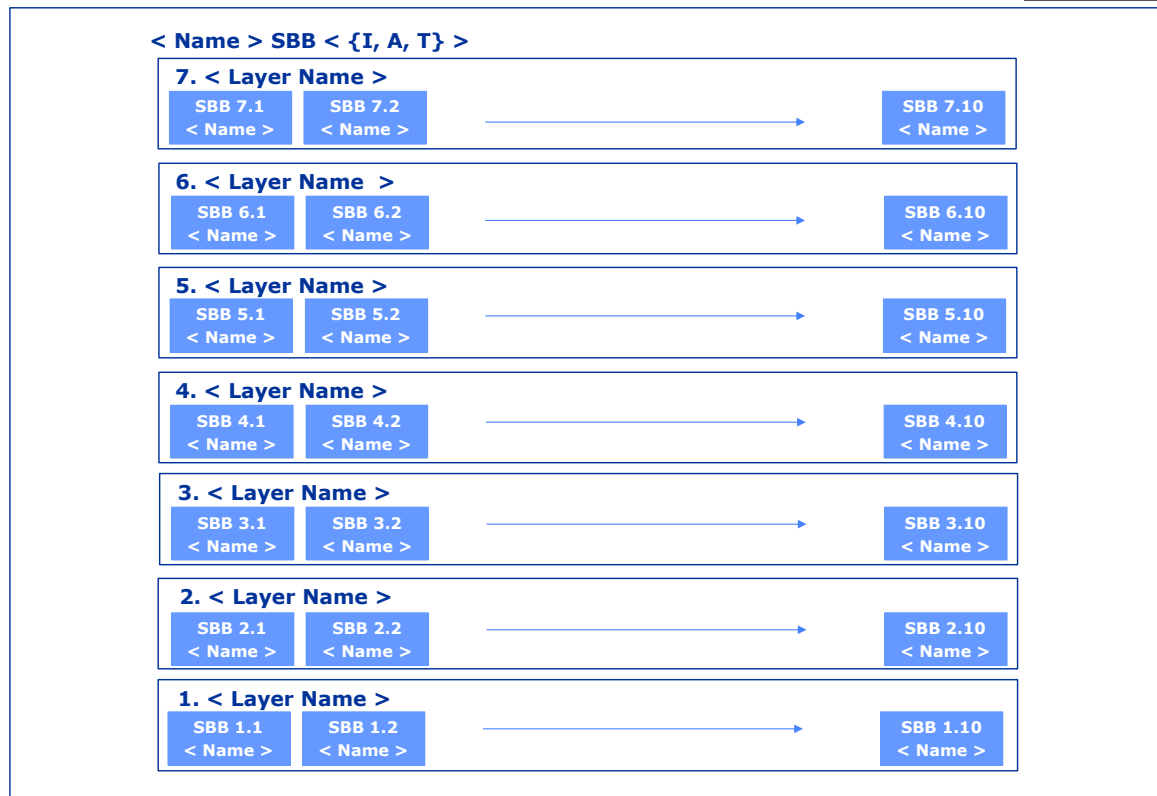 < Name > SBB < {I, A, T} >
7. < Layer Name >
SBB 7.1 SBB 7.2 SBB 7.10
< Name > < Name > < Name >
6. < Layer Name  >
SBB 6.1 SBB 6.2 SBB 6.10
< Name > < Name > < Name >
5. < Layer Name >
SBB 5.1 SBB 5.2 SBB 5.10
< Name > < Name > < Name >
4. < Layer Name >
SBB 4.1 SBB 4.2 SBB 4.10
< Name > < Name > < Name >
3. < Layer Name >
SBB 3.1 SBB 3.2 SBB 3.10
< Name > < Name > < Name >
2. < Layer Name >
SBB 2.1 SBB 2.2 SBB 2.10
< Name > < Name > < Name >
1. < Layer Name >
SBB 1.1 SBB 1.2 SBB 1.10
< Name > < Name > < Name >